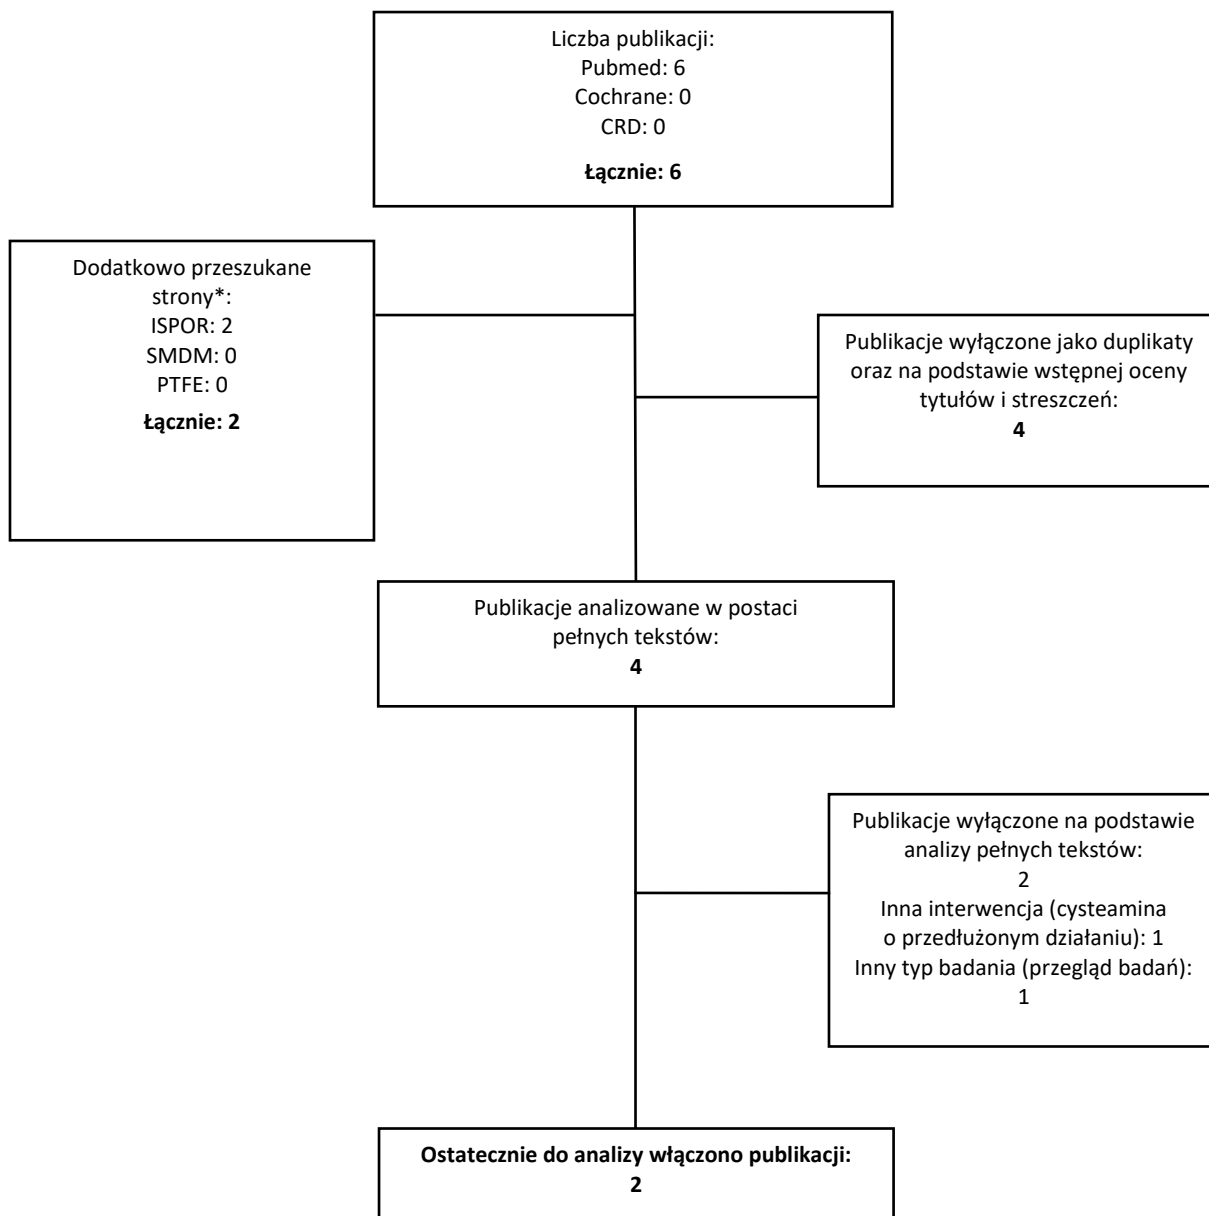 Liczba publikacji:
Pubmed: 6
Cochrane: 0
CRD: 0
Łącznie: 6
Dodatkowo przeszukane
strony*:
ISPOR: 2
SMDM: 0
PTFE: 0
Łącznie: 2
Publikacje wyłączone jako duplikaty
oraz na podstawie wstępnej oceny
tytułów i streszczeń:
4
Publikacje analizowane w postaci
pełnych tekstów:
4
Publikacje wyłączone na podstawie
analizy pełnych tekstów:
2
Inna interwencja (cysteamina
o przedłużonym działaniu): 1
Inny typ badania (przegląd badań):
1
Ostatecznie do analizy włączono publikacji:
2